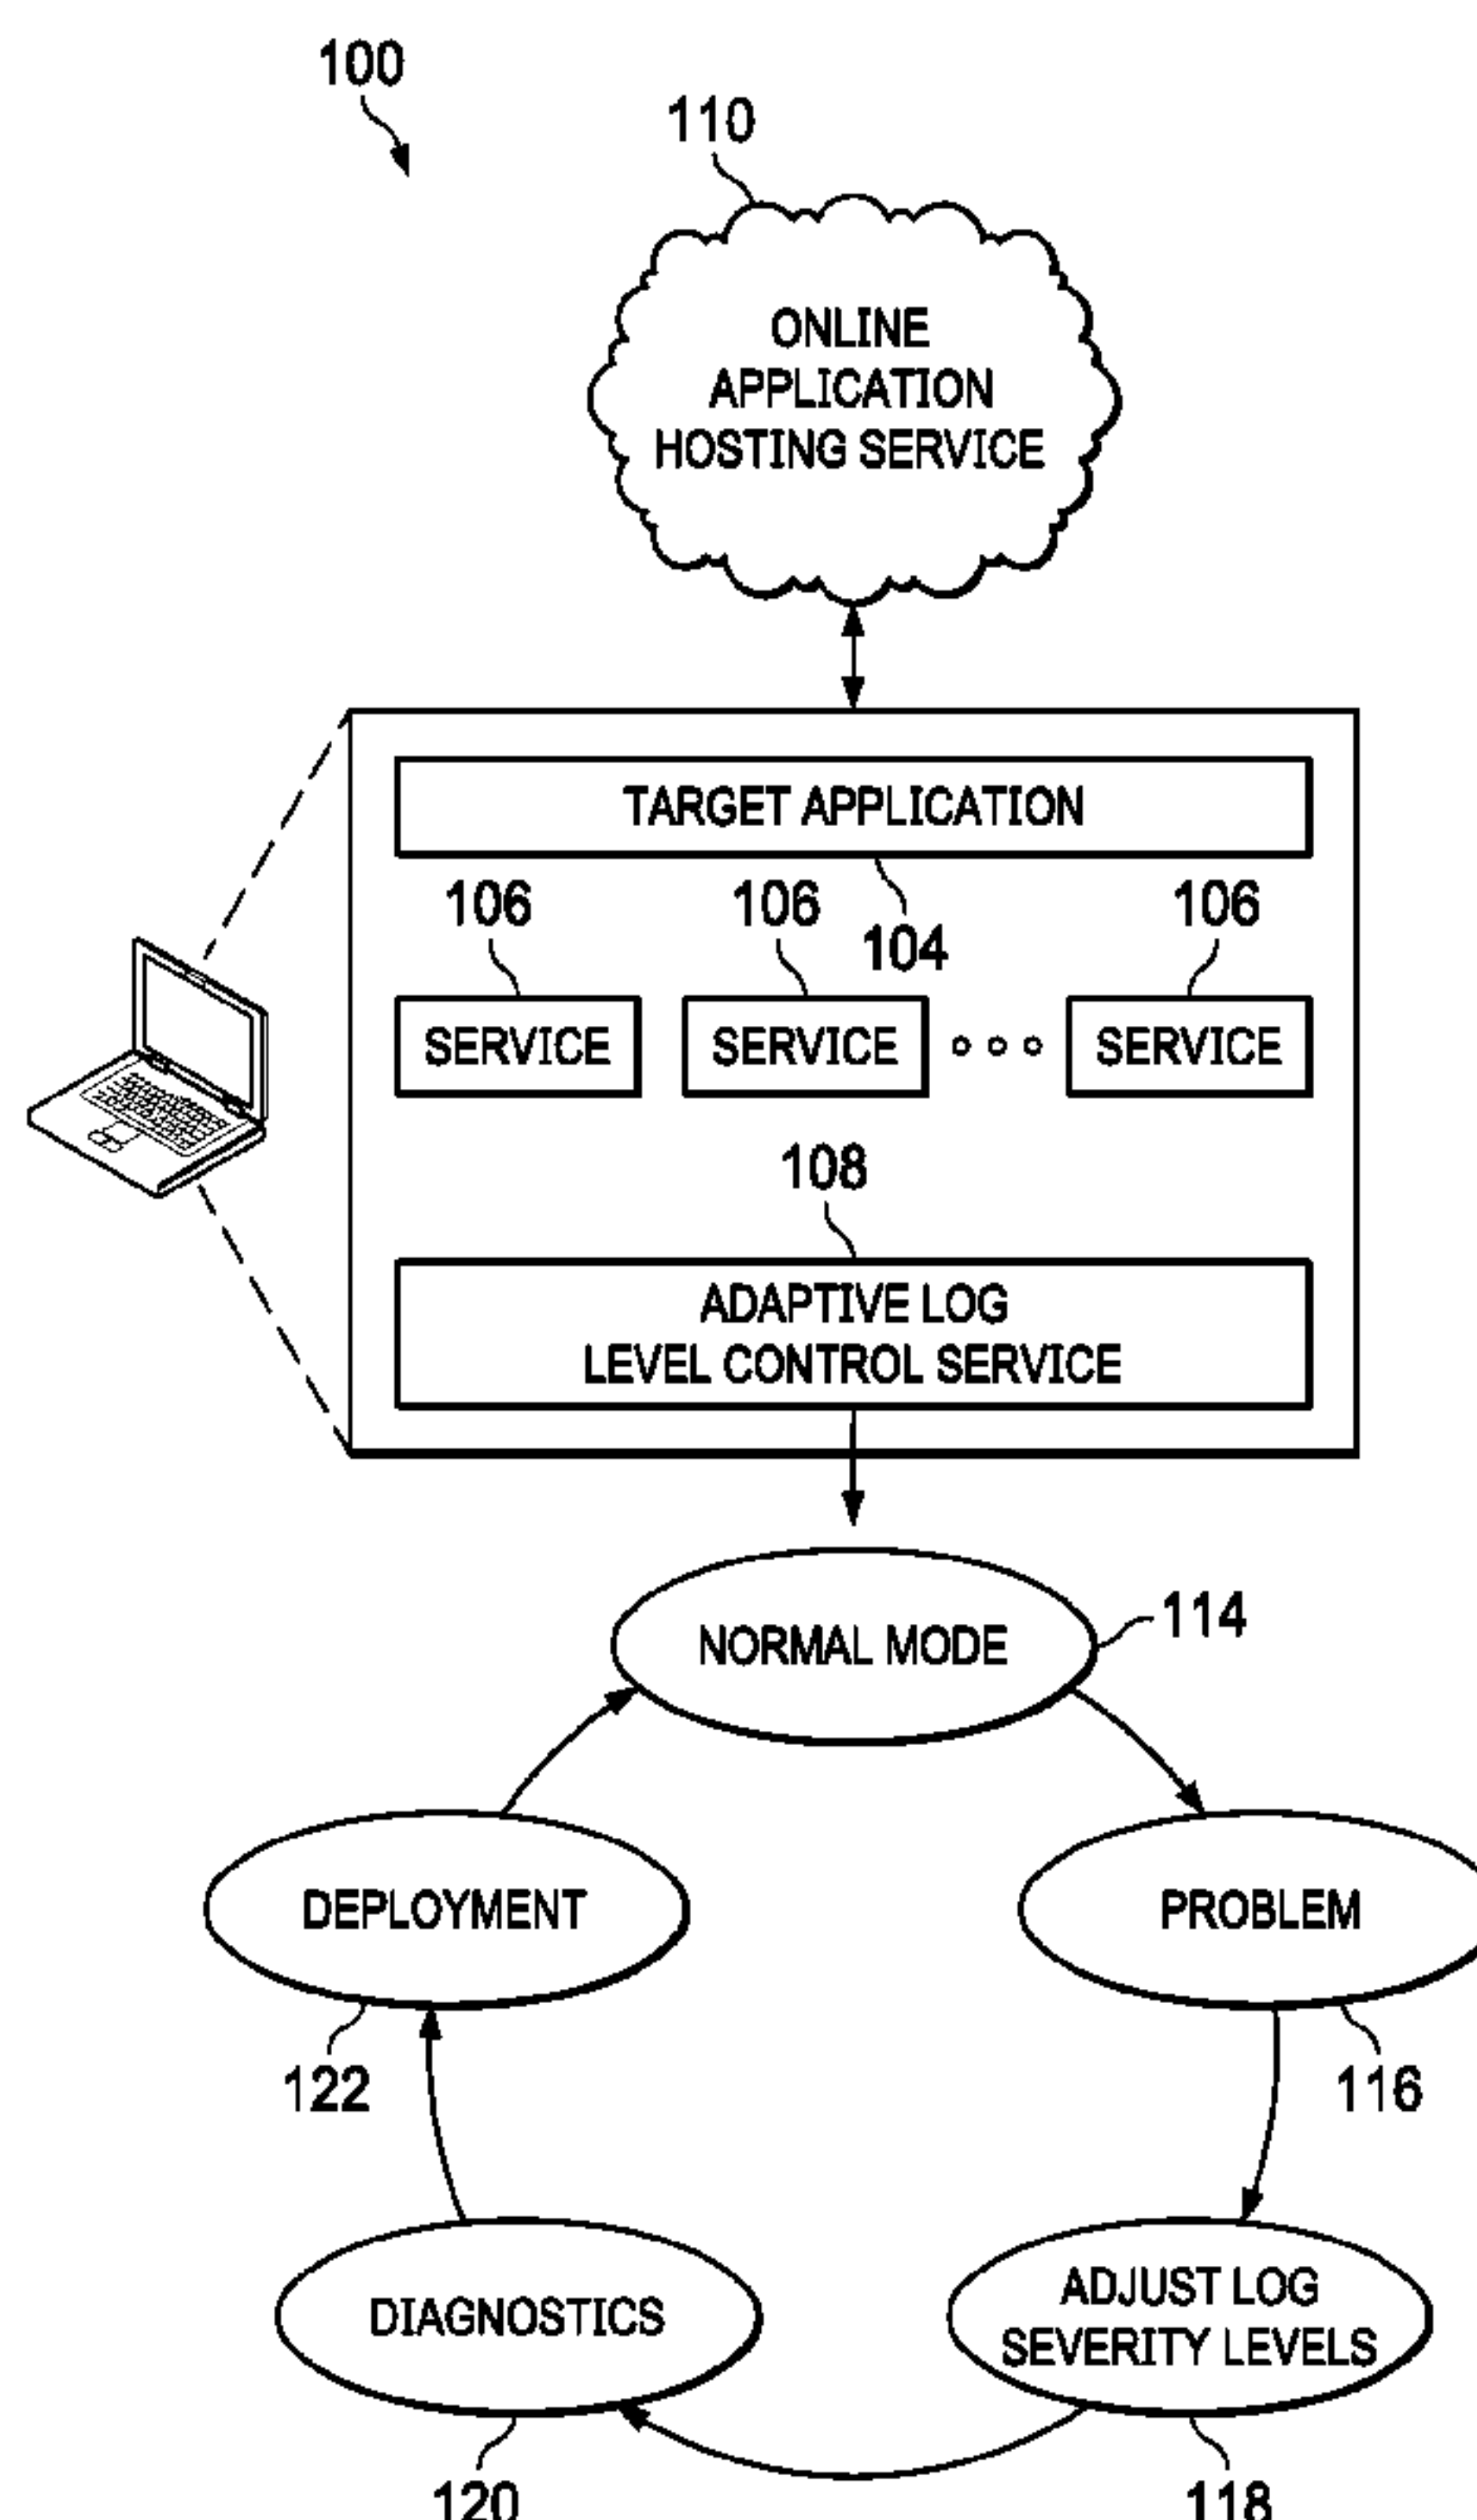 100
110
ONLINE
APPLICATION
HOSTING SERVICE
TARGET APPLICATION
106
106
104
106
SERVICE
SERVICE
SERVICE
108
ADAPTIVE LOG
LEVEL CONTROL SERVICE
NORMAL MODE
114
DEPLOYMENT
PROBLEM
122
116
DIAGNOSTICS
ADJUST LOG
SEVERITY LEVELS
120
118